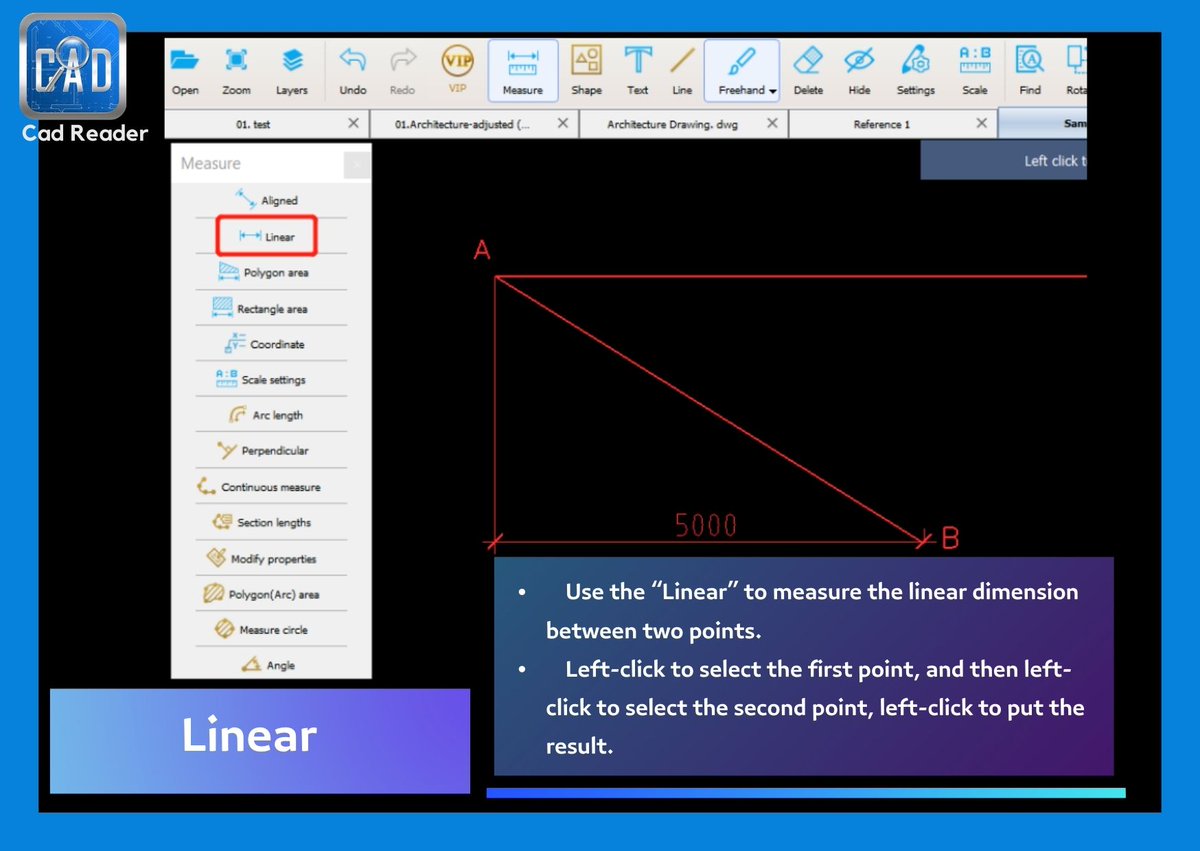 CAD
Cad Reader
Open Zoom Layers Undo Redo VIP VIP Measure Shape Text Line Freehand Delete Hide Settings A:B Scale Find Rota
01. test
01.Architecture-adjusted (...
Architecture Drawing. dwg
Reference 1
Sam
Left click t
Measure
Aligned
Linear
Polygon area
Rectangle area
Coordinate
A:B Scale settings
Arc length
Perpendicular
Continuous measure
Section lengths
Modify properties
Polygon(Arc) area
Measure circle
Angle
A
5000
B
• Use the “Linear” to measure the linear dimension
between two points.
• Left-click to select the first point, and then left-
click to select the second point, left-click to put the
result.
Linear